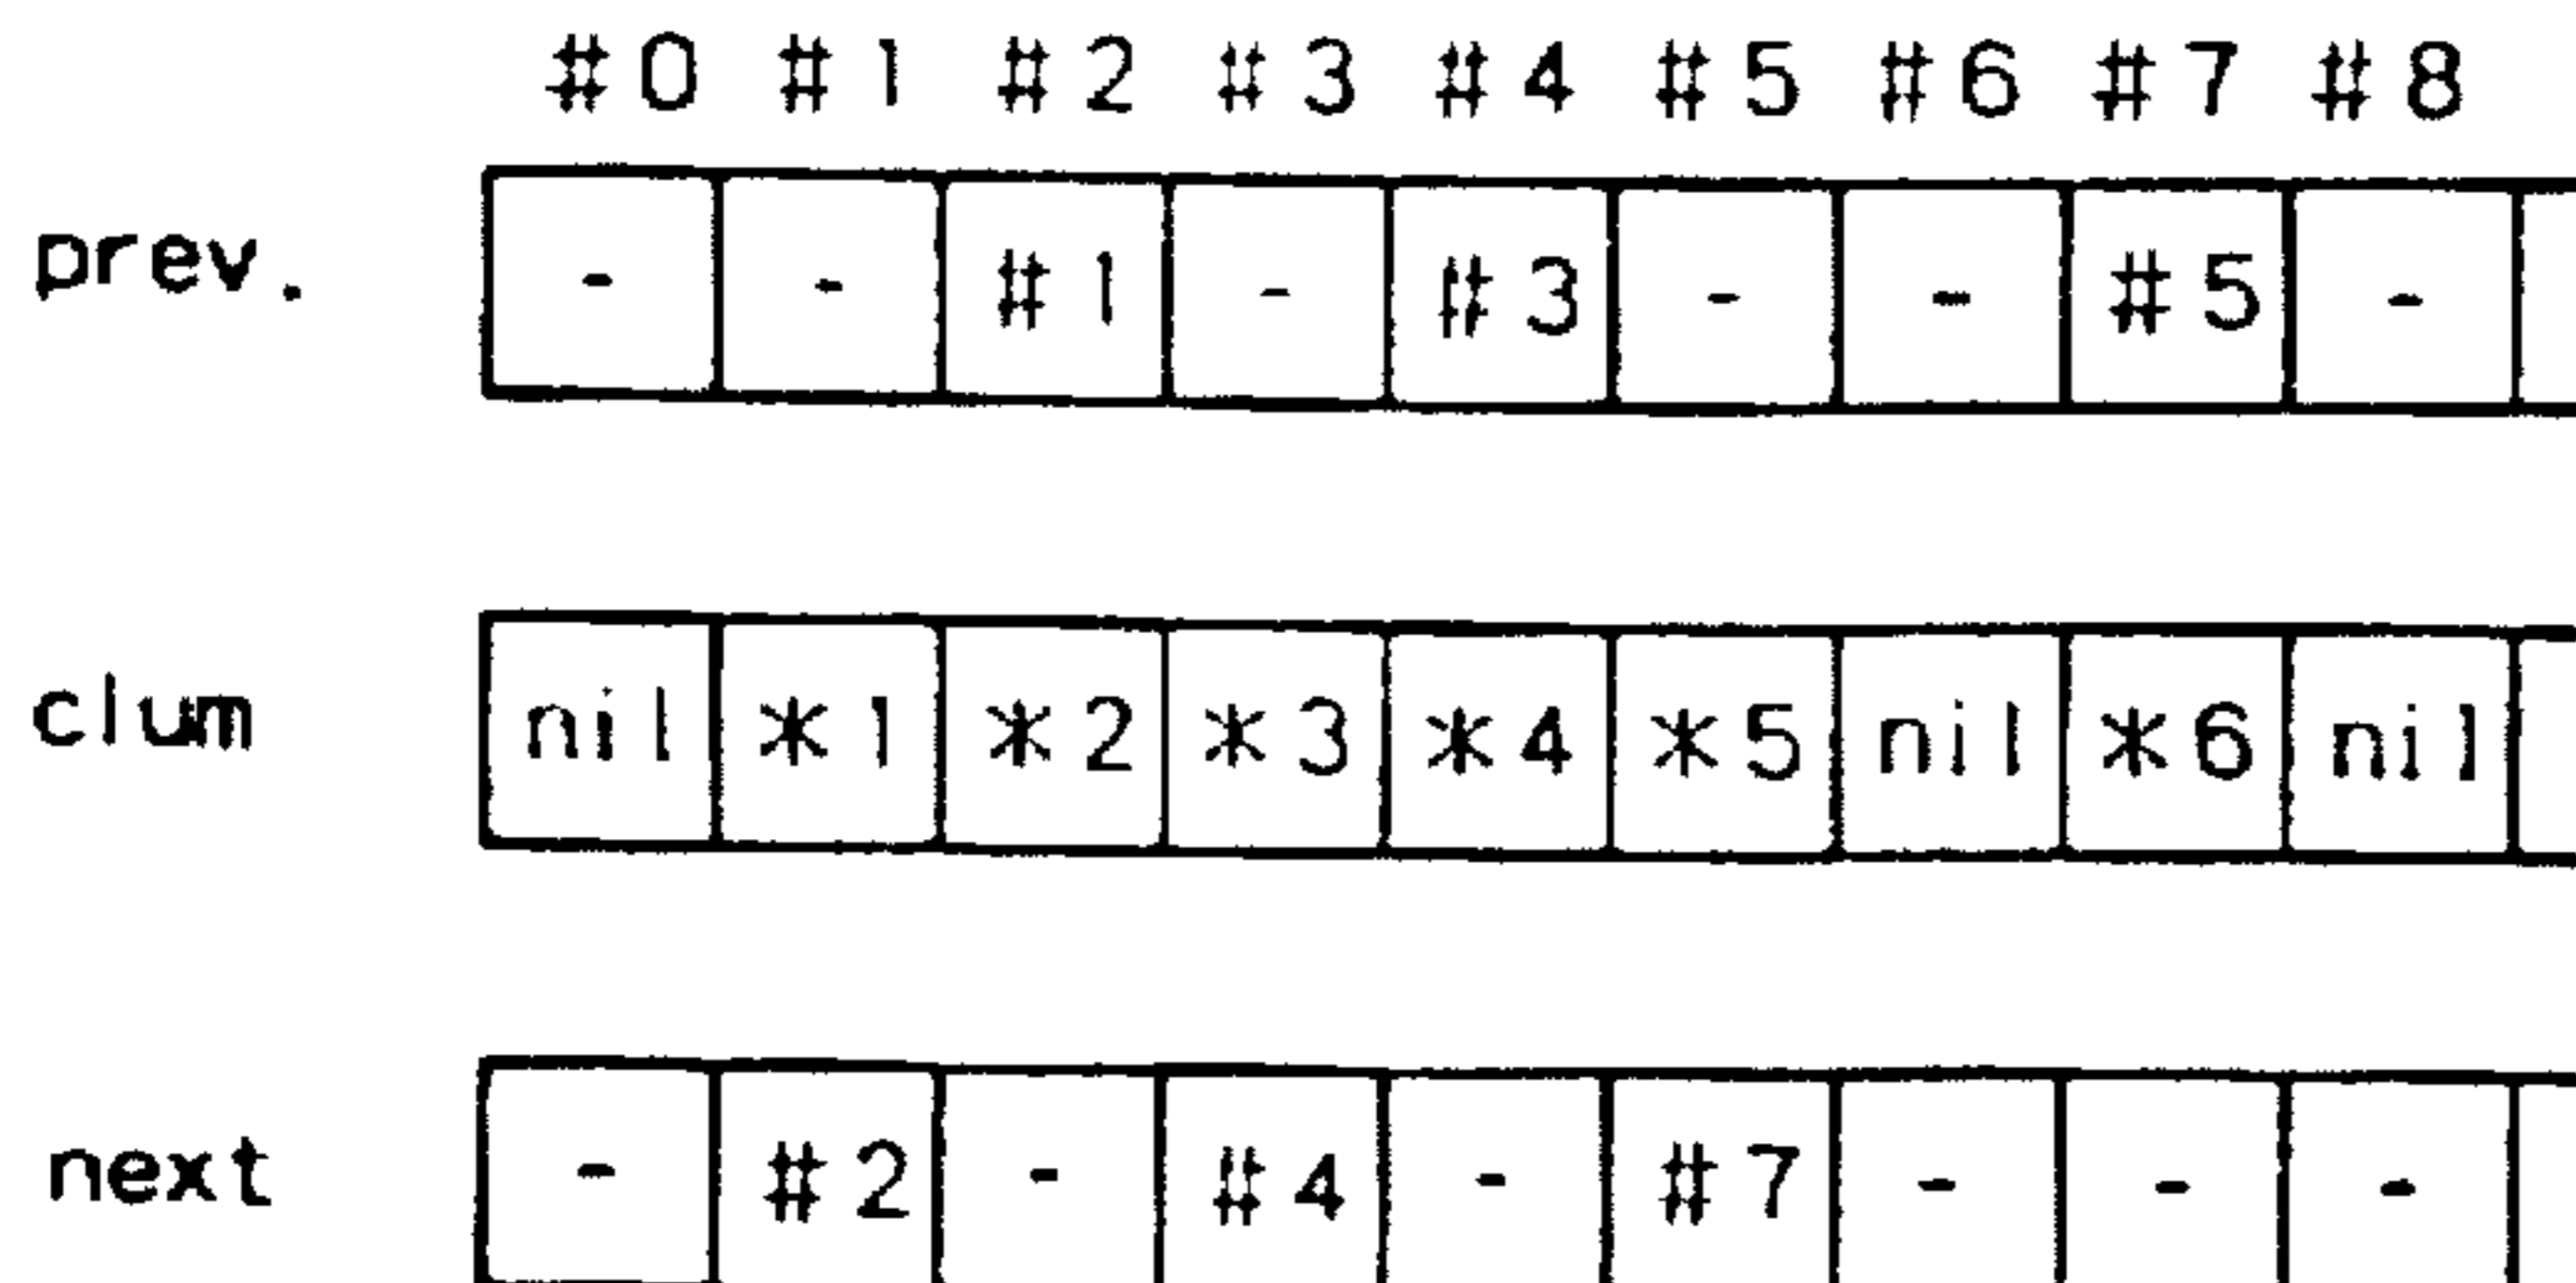 #0 #1 #2 #3 #4 #5 #6 #7 #8
prev. - - #1 - #3 - - #5 -
clum nil *1 *2 *3 *4 *5 nil *6 nil
next - #2 - #4 - #7 - - -